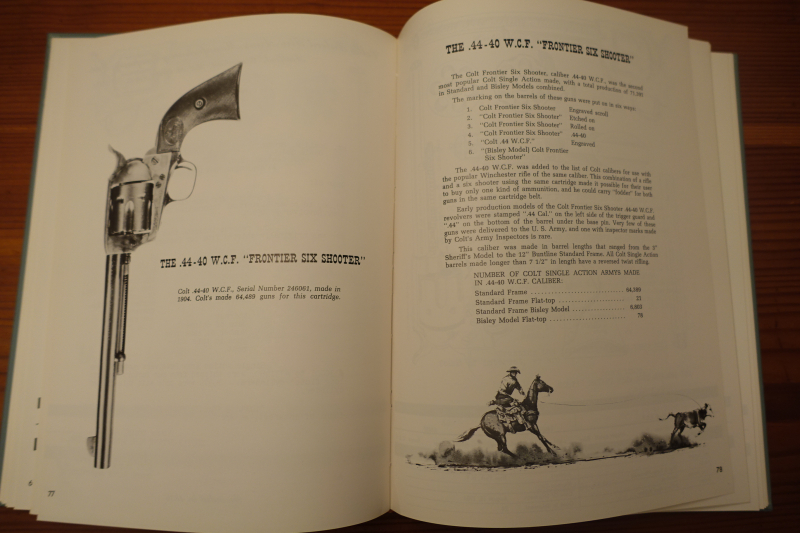 THE .44-40 W.C.F. "FRONTIER SIX SHOOTER"
Colt .44-40 W.C.F., Serial Number 246061, made in
1904. Colt's made 64,489 guns for this cartridge.
6
77
THE .44-40 W.C.F. "FRONTIER SIX SHOOTER"
The Colt Frontier Six Shooter, caliber .44-40 W.C.F., was the second
most popular Colt Single Action made, with a total production of
in Standard and Bisley Models combined.
The marking on the barrels of these guns were put on in six ways:
1. Colt Frontier Six Shooter Engraved scroll
2. "Colt Frontier Six Shooter" Etched on
3. "Colt Frontier Six Shooter" Rolled on
4. "Colt Frontier Six Shooter" .44-40
5. "Colt .44 W.C.F." Engraved
6. "(Bisley Model) Colt Frontier
Six Shooter"
The .44-40 W.C.F. was added to the list of Colt calibers for use with
the popular Winchester rifle of the same caliber. This combination of a rifle
and a six shooter using the same cartridge made it possible for their user
to buy only one kind of ammunition, and he could carry "fodder" for both
guns in the same cartridge belt.
Early production models of the Colt Frontier Six Shooter .44-40 W.C.F.
revolvers were stamped ".44 Cal." on the left side of the trigger guard and
".44" on the bottom of the barrel under the base pin. Very few of these
guns were delivered to the U. S. Army, and one with inspector marks made
by Colt's Army Inspectors is rare.
This caliber was made in barrel lengths that ranged from the
Sheriff's Model to the 12" Buntline Standard Frame. All Colt Single Action
barrels made longer than 7 1/2" in length have a reversed twist rifling.
NUMBER OF COLT SINGLE ACTION ARMYS MADE
IN .44-40 W.C.F. CALIBER:
Standard Frame 64,489
Standard Frame Flat-top 21
Standard Frame Bisley Model
Bisley Model Flat-top 78